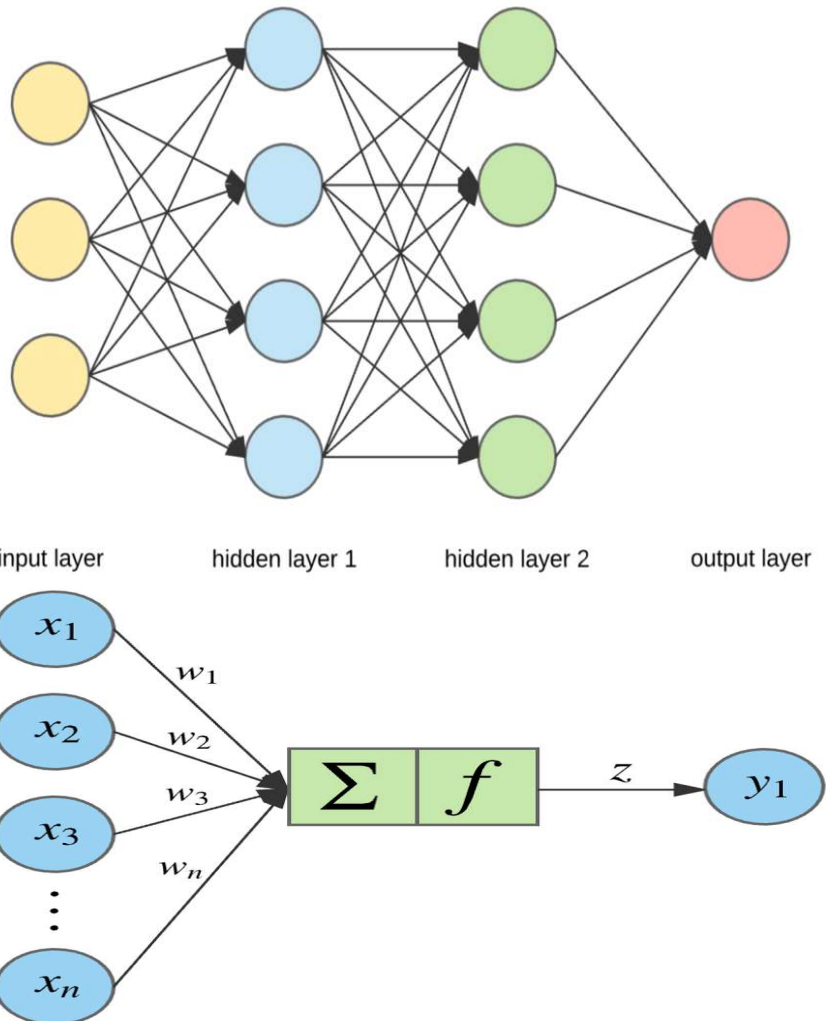 input layer hidden layer 1 hidden layer 2 output layer
x₁
w₁
x₂
w₂
w₃
x₃
Σ f z y₁
wₙ
⋮
xₙ